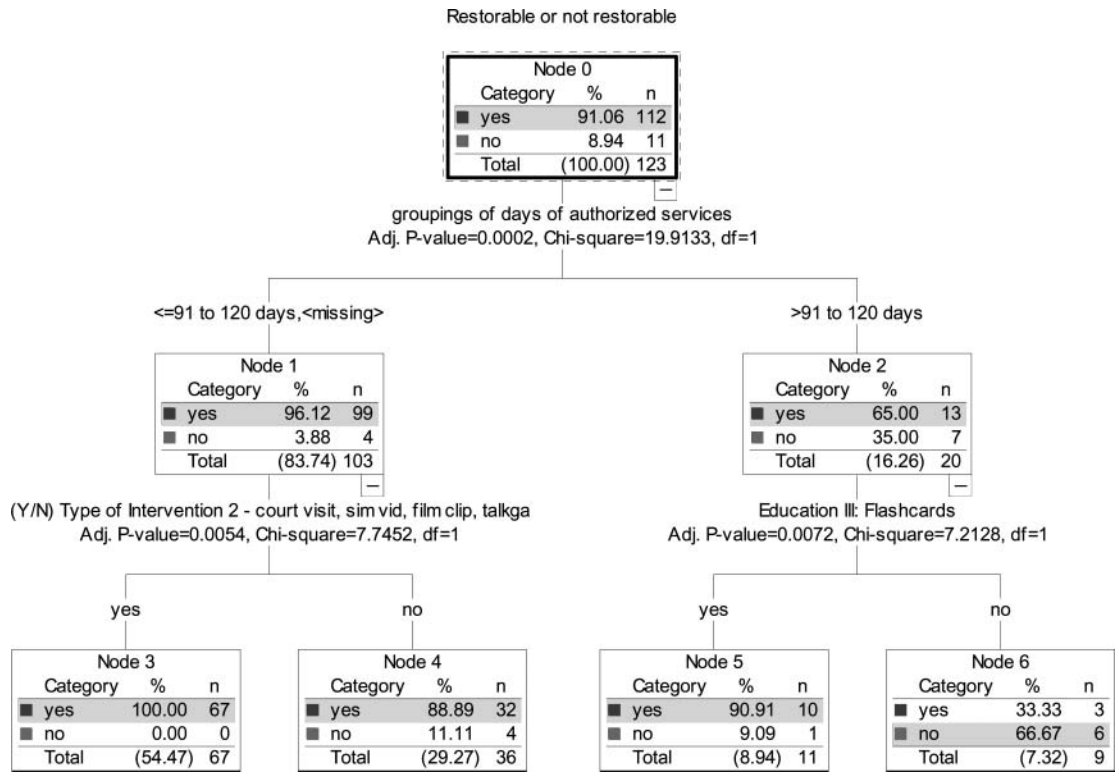 Restorable or not restorable
Node 0
Category % n
yes 91.06 112
no 8.94 11
Total (100.00) 123
groupings of days of authorized services
Adj. P-value=0.0002, Chi-square=19.9133, df=1
<=91 to 120 days,<missing>
>91 to 120 days
Node 1
Category % n
yes 96.12 99
no 3.88 4
Total (83.74) 103
Node 2
Category % n
yes 65.00 13
no 35.00 7
Total (16.26) 20
(Y/N) Type of Intervention 2 - court visit, sim vid, film clip, talkga
Adj. P-value=0.0054, Chi-square=7.7452, df=1
Education III: Flashcards
Adj. P-value=0.0072, Chi-square=7.2128, df=1
yes
no
yes
no
Node 3
Category % n
yes 100.00 67
no 0.00 0
Total (54.47) 67
Node 4
Category % n
yes 88.89 32
no 11.11 4
Total (29.27) 36
Node 5
Category % n
yes 90.91 10
no 9.09 1
Total (8.94) 11
Node 6
Category % n
yes 33.33 3
no 66.67 6
Total (7.32) 9